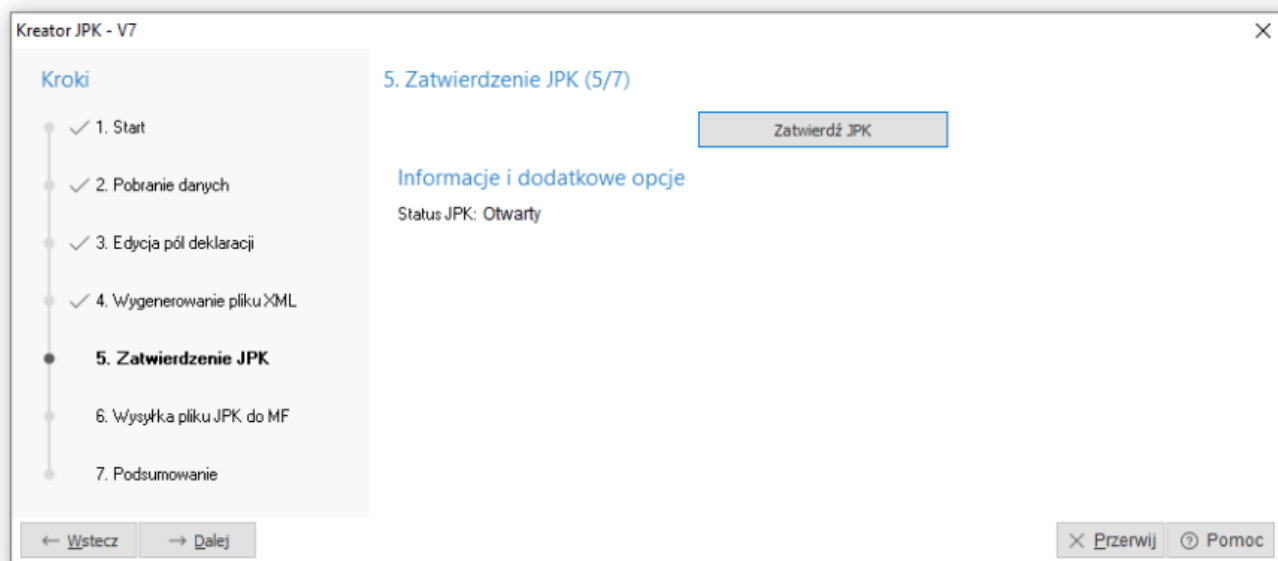 Kreator JPK - V7
Kroki
1. Start
2. Pobranie danych
3. Edycja pól deklaracji
4. Wygenerowanie pliku XML
5. Zatwierdzenie JPK
6. Wysyłka pliku JPK do MF
7. Podsumowanie
5. Zatwierdzenie JPK (5/7)
Zatwierdź JPK
Informacje i dodatkowe opcje
Status JPK: Otwarty
Wstecz
Dalej
Przerwij
Pomoc